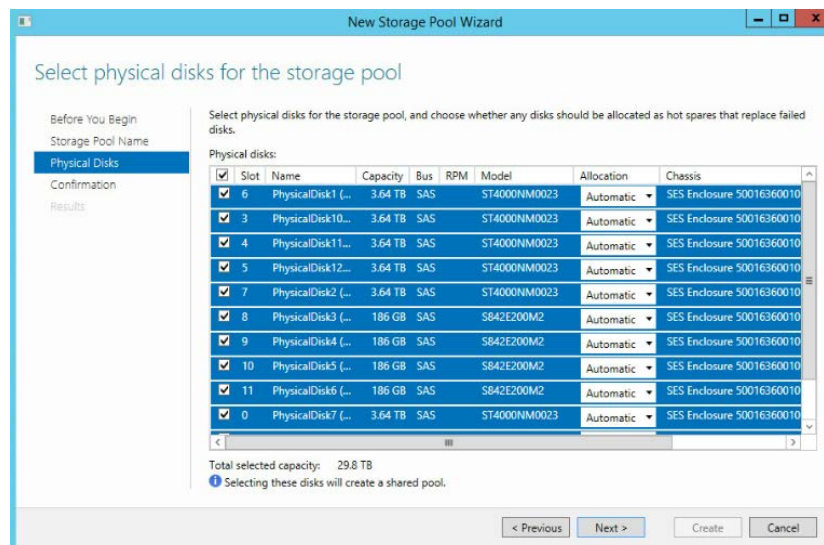 New Storage Pool Wizard
Select physical disks for the storage pool
Before You Begin
Storage Pool Name
Physical Disks
Confirmation
Results
Select physical disks for the storage pool, and choose whether any disks should be allocated as hot spares that replace failed
disks.
Physical disks:
Slot Name Capacity Bus RPM Model Allocation Chassis
6 PhysicalDisk1 (... 3.64 TB SAS ST4000NM0023 Automatic SES Enclosure 50016360010
3 PhysicalDisk10... 3.64 TB SAS ST4000NM0023 Automatic SES Enclosure 50016360010
4 PhysicalDisk11... 3.64 TB SAS ST4000NM0023 Automatic SES Enclosure 50016360010
5 PhysicalDisk12... 3.64 TB SAS ST4000NM0023 Automatic SES Enclosure 50016360010
7 PhysicalDisk2 (... 3.64 TB SAS ST4000NM0023 Automatic SES Enclosure 50016360010
8 PhysicalDisk3 (... 186 GB SAS S842E200M2 Automatic SES Enclosure 50016360010
9 PhysicalDisk4 (... 186 GB SAS S842E200M2 Automatic SES Enclosure 50016360010
10 PhysicalDisk5 (... 186 GB SAS S842E200M2 Automatic SES Enclosure 50016360010
11 PhysicalDisk6 (... 186 GB SAS S842E200M2 Automatic SES Enclosure 50016360010
0 PhysicalDisk7 (... 3.64 TB SAS ST4000NM0023 Automatic SES Enclosure 50016360010
Total selected capacity: 29.8 TB
Selecting these disks will create a shared pool.
< Previous Next > Create Cancel